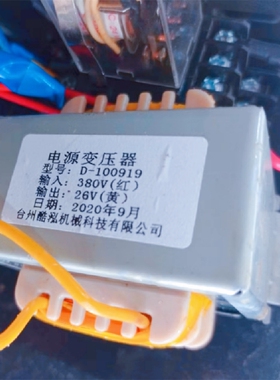 电源变压器
型号: D-100919
输入: 380V(红)
输出: 26V(黄)
日期: 2020年9月
台州酷泓机械科技有限公司